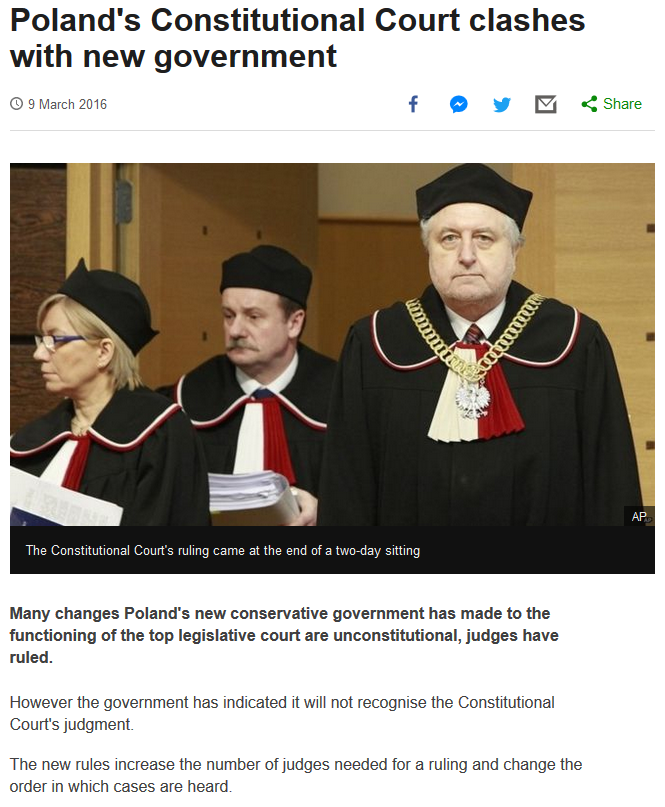 Poland's Constitutional Court clashes
with new government
9 March 2016
Share
AP
The Constitutional Court's ruling came at the end of a two-day sitting
Many changes Poland's new conservative government has made to the
functioning of the top legislative court are unconstitutional, judges have
ruled.
However the government has indicated it will not recognise the Constitutional
Court's judgment.
The new rules increase the number of judges needed for a ruling and change the
order in which cases are heard.